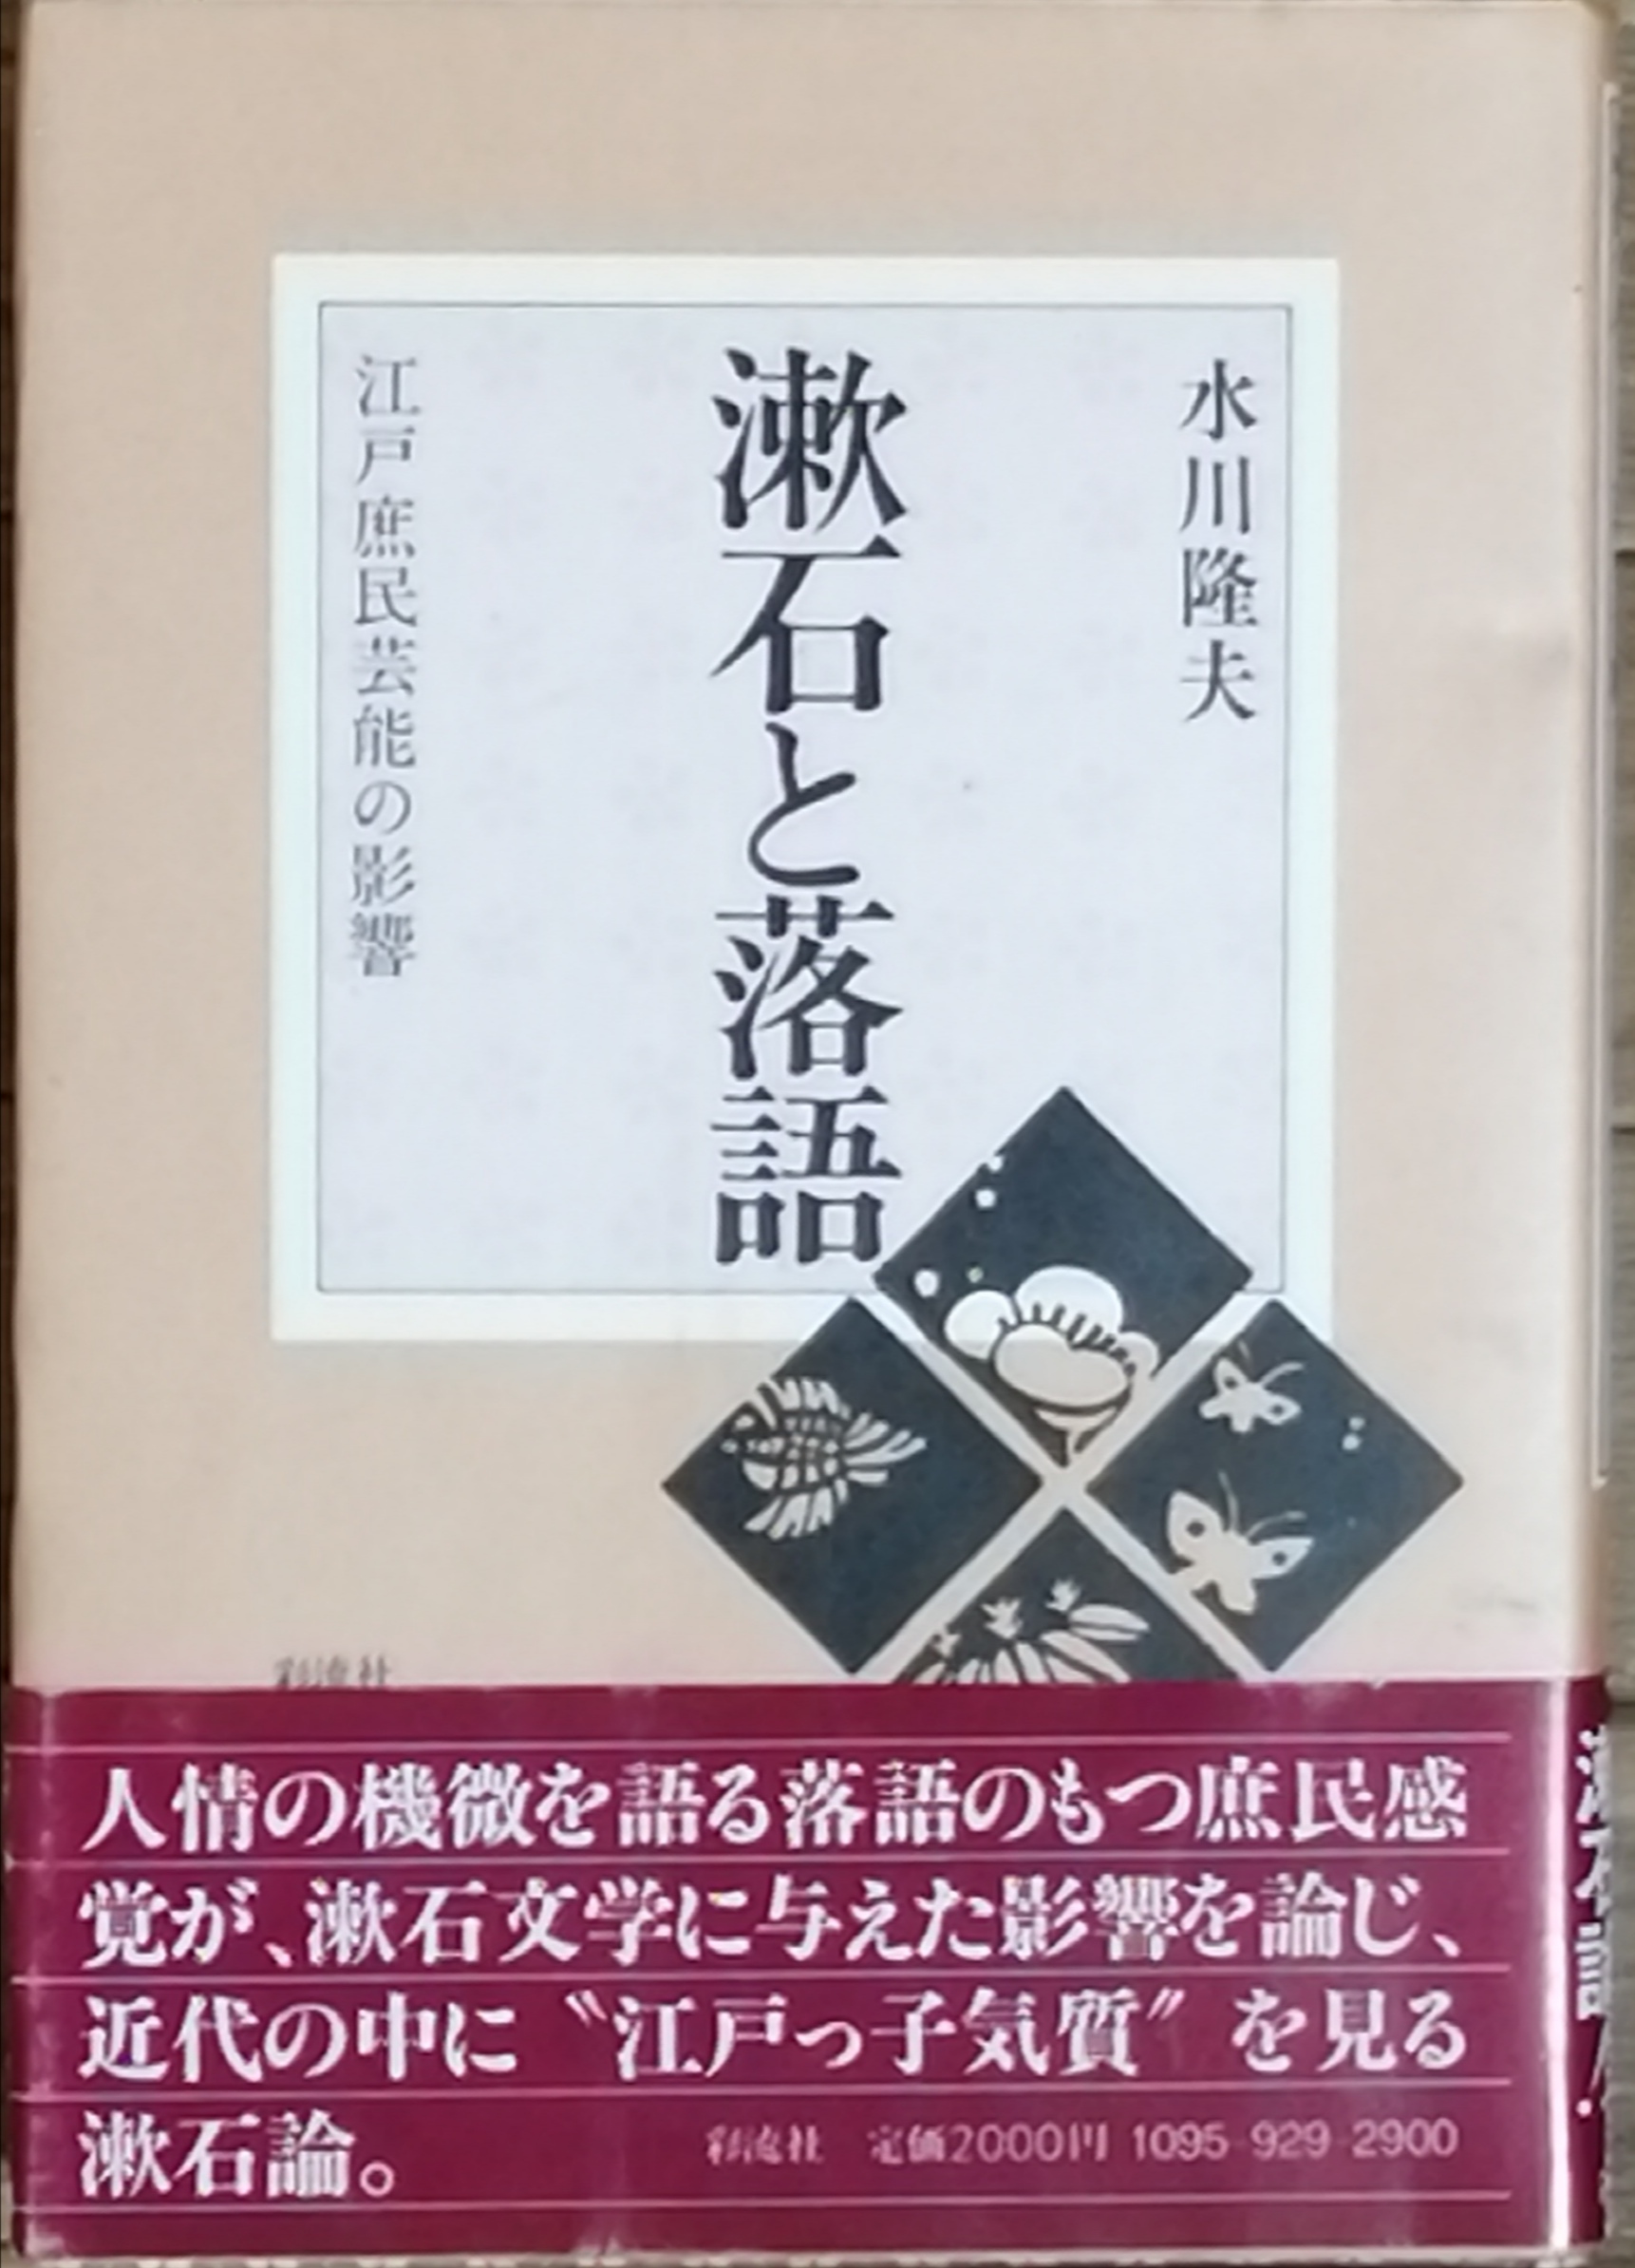 水川隆夫
漱石と落語
江戸庶民芸能の影響
彩流社
人情の機微を語る落語のもつ庶民感
覚が、漱石文学に与えた影響を論じ、
近代の中に〝江戸っ子気質〟を見る
漱石論。
彩流社 定価2000円 1095-929-2900